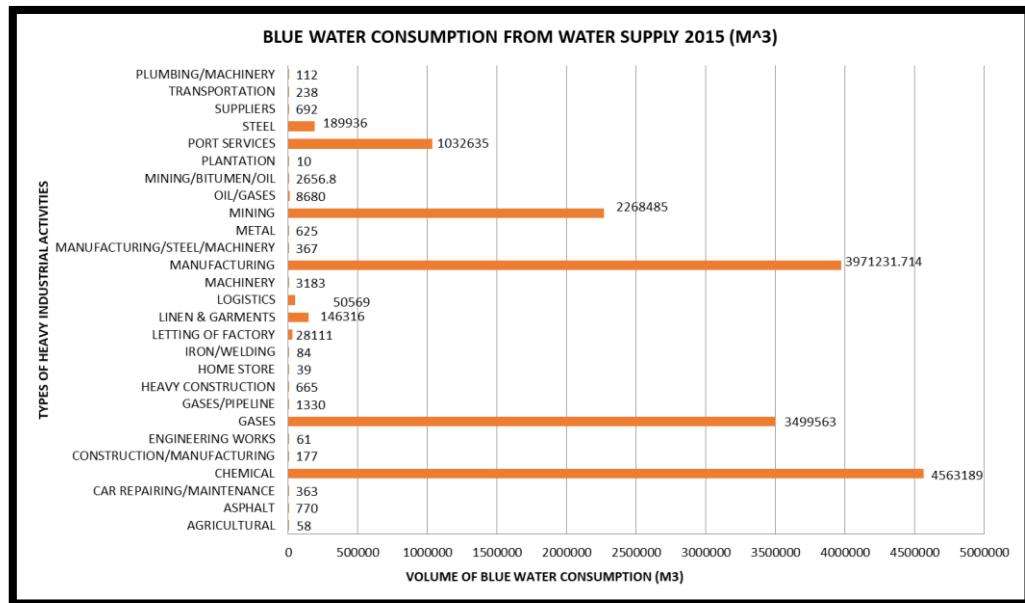 BLUE WATER CONSUMPTION FROM WATER SUPPLY 2015 (M^3)
TYPES OF HEAVY INDUSTRIAL ACTIVITIES
PLUMBING/MACHINERY 112
TRANSPORTATION 238
SUPPLIERS 692
STEEL 189936
PORT SERVICES 1032635
PLANTATION 10
MINING/BITUMEN/OIL 2656.8
OIL/GASES 8680
MINING 2268485
METAL 625
MANUFACTURING/STEEL/MACHINERY 367
MANUFACTURING 3971231.714
MACHINERY 3183
LOGISTICS 50569
LINEN & GARMENTS 146316
LETTING OF FACTORY 28111
IRON/WELDING 84
HOME STORE 39
HEAVY CONSTRUCTION 665
GASES/PIPELINE 1330
GASES 3499563
ENGINEERING WORKS 61
CONSTRUCTION/MANUFACTURING 177
CHEMICAL 4563189
CAR REPAIRING/MAINTENANCE 363
ASPHALT 770
AGRICULTURAL 58
0 500000 1000000 1500000 2000000 2500000 3000000 3500000 4000000 4500000 5000000
VOLUME OF BLUE WATER CONSUMPTION (M3)